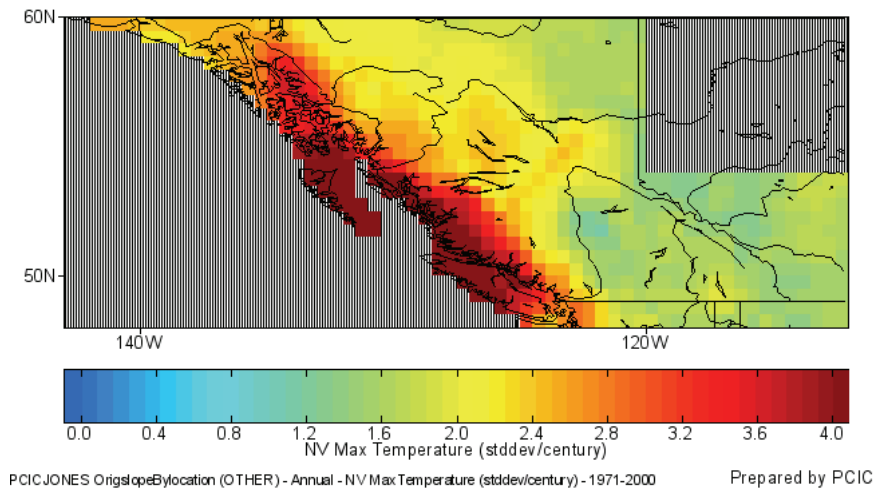 60N
50N
140W 120W
0.0 0.4 0.8 1.2 1.6 2.0 2.4 2.8 3.2 3.6 4.0
NV Max Temperature (stddev/century)
PCICJONES OrigslopeBylocation (OTHER) - Annual - NV Max Temperature (stddev/century) - 1971-2000 Prepared by PCIC